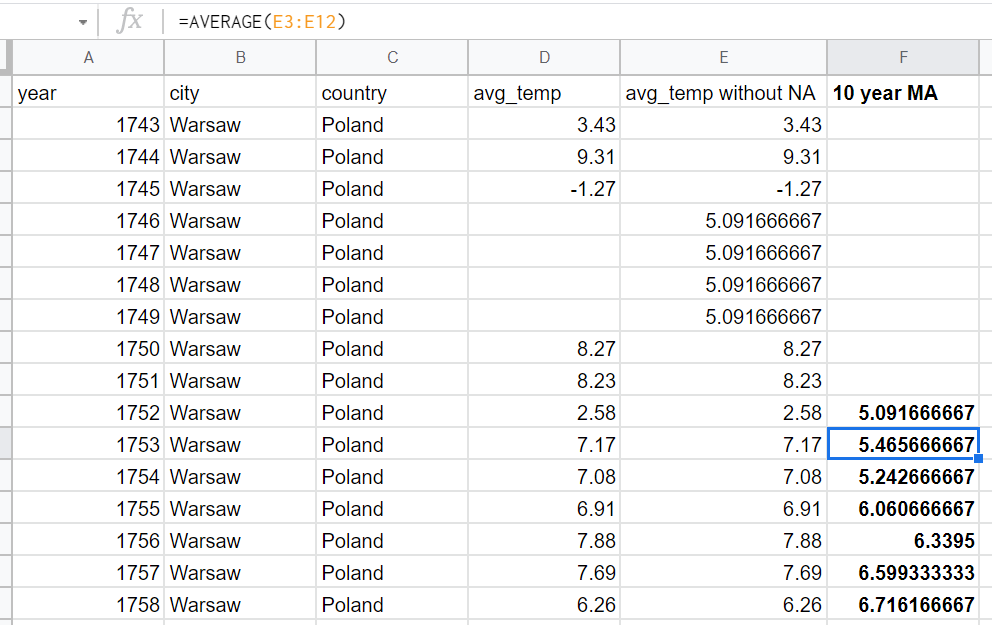 fx =AVERAGE(E3:E12)
A B C D E F
year city country avg_temp avg_temp without NA 10 year MA
1743 Warsaw Poland 3.43 3.43
1744 Warsaw Poland 9.31 9.31
1745 Warsaw Poland -1.27 -1.27
1746 Warsaw Poland 5.091666667
1747 Warsaw Poland 5.091666667
1748 Warsaw Poland 5.091666667
1749 Warsaw Poland 5.091666667
1750 Warsaw Poland 8.27 8.27
1751 Warsaw Poland 8.23 8.23
1752 Warsaw Poland 2.58 2.58 5.091666667
1753 Warsaw Poland 7.17 7.17 5.465666667
1754 Warsaw Poland 7.08 7.08 5.242666667
1755 Warsaw Poland 6.91 6.91 6.060666667
1756 Warsaw Poland 7.88 7.88 6.3395
1757 Warsaw Poland 7.69 7.69 6.599333333
1758 Warsaw Poland 6.26 6.26 6.716166667